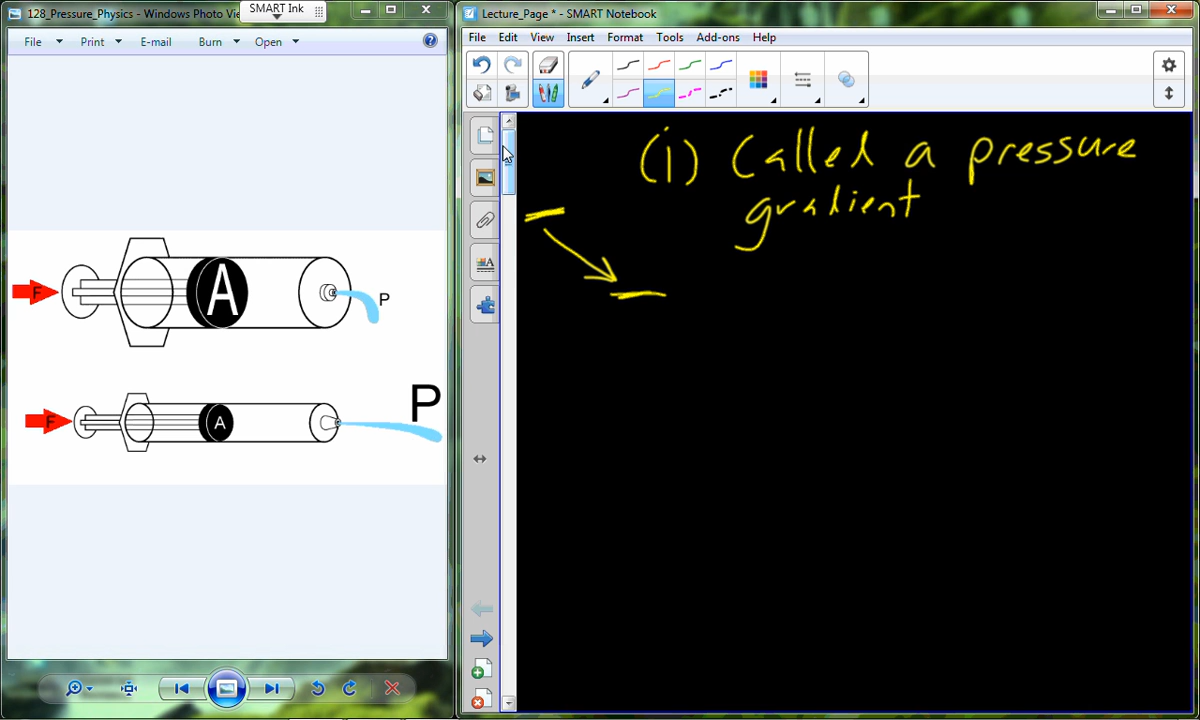 128_Pressure_Physics - Windows Photo Vie
SMART Ink
File Print E-mail Burn Open
F
A
P
F
A
P
Lecture_Page * - SMART Notebook
File Edit View Insert Format Tools Add-ons Help
(i) Called a pressure
gradient